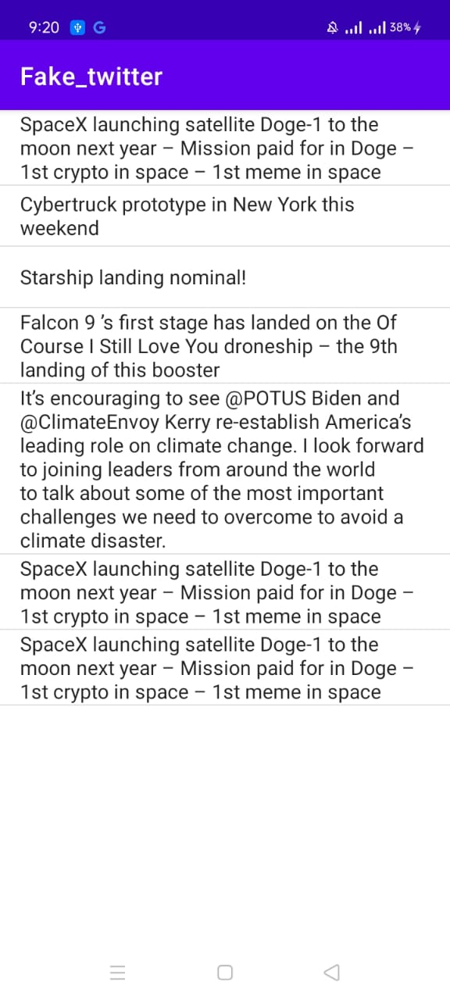 9:20 G 38%
Fake_twitter
SpaceX launching satellite Doge-1 to the
moon next year – Mission paid for in Doge –
1st crypto in space – 1st meme in space
Cybertruck prototype in New York this
weekend
Starship landing nominal!
Falcon 9 ’s first stage has landed on the Of
Course I Still Love You droneship – the 9th
landing of this booster
It’s encouraging to see @POTUS Biden and
@ClimateEnvoy Kerry re-establish America’s
leading role on climate change. I look forward
to joining leaders from around the world
to talk about some of the most important
challenges we need to overcome to avoid a
climate disaster.
SpaceX launching satellite Doge-1 to the
moon next year – Mission paid for in Doge –
1st crypto in space – 1st meme in space
SpaceX launching satellite Doge-1 to the
moon next year – Mission paid for in Doge –
1st crypto in space – 1st meme in space